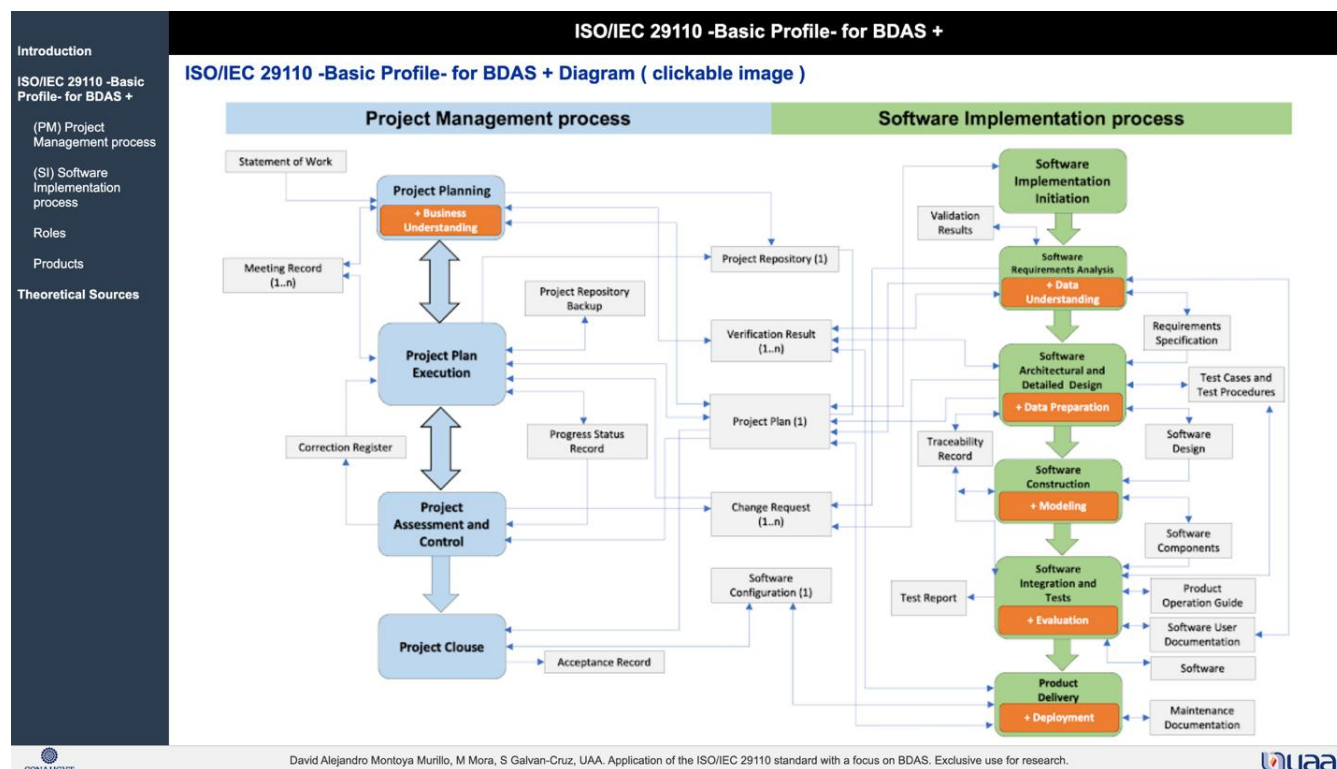 ISO/IEC 29110 -Basic Profile- for BDAS +
Introduction
ISO/IEC 29110 -Basic
Profile- for BDAS +
(PM) Project
Management process
(SI) Software
Implementation
process
Roles
Products
Theoretical Sources
ISO/IEC 29110 -Basic Profile- for BDAS + Diagram ( clickable image )
Project Management process
Software Implementation process
Statement of Work
Project Planning
+ Business
Understanding
Meeting Record
(1..n)
Project Repository
Backup
Project Plan
Execution
Correction Register
Progress Status
Record
Project
Assessment and
Control
Project Clouse
Acceptance Record
Project Repository (1)
Verification Result
(1..n)
Project Plan (1)
Change Request
(1..n)
Software
Configuration (1)
Software
Implementation
Initiation
Validation
Results
Software
Requirements Analysis
+ Data
Understanding
Requirements
Specification
Software
Architectural and
Detailed Design
+ Data Preparation
Test Cases and
Test Procedures
Traceability
Record
Software
Design
Software
Construction
+ Modeling
Software
Components
Software
Integration and
Tests
+ Evaluation
Test Report
Product
Operation Guide
Software User
Documentation
Software
Product
Delivery
+ Deployment
Maintenance
Documentation
David Alejandro Montoya Murillo, M Mora, S Galvan-Cruz, UAA. Application of the ISO/IEC 29110 standard with a focus on BDAS. Exclusive use for research.
uaa